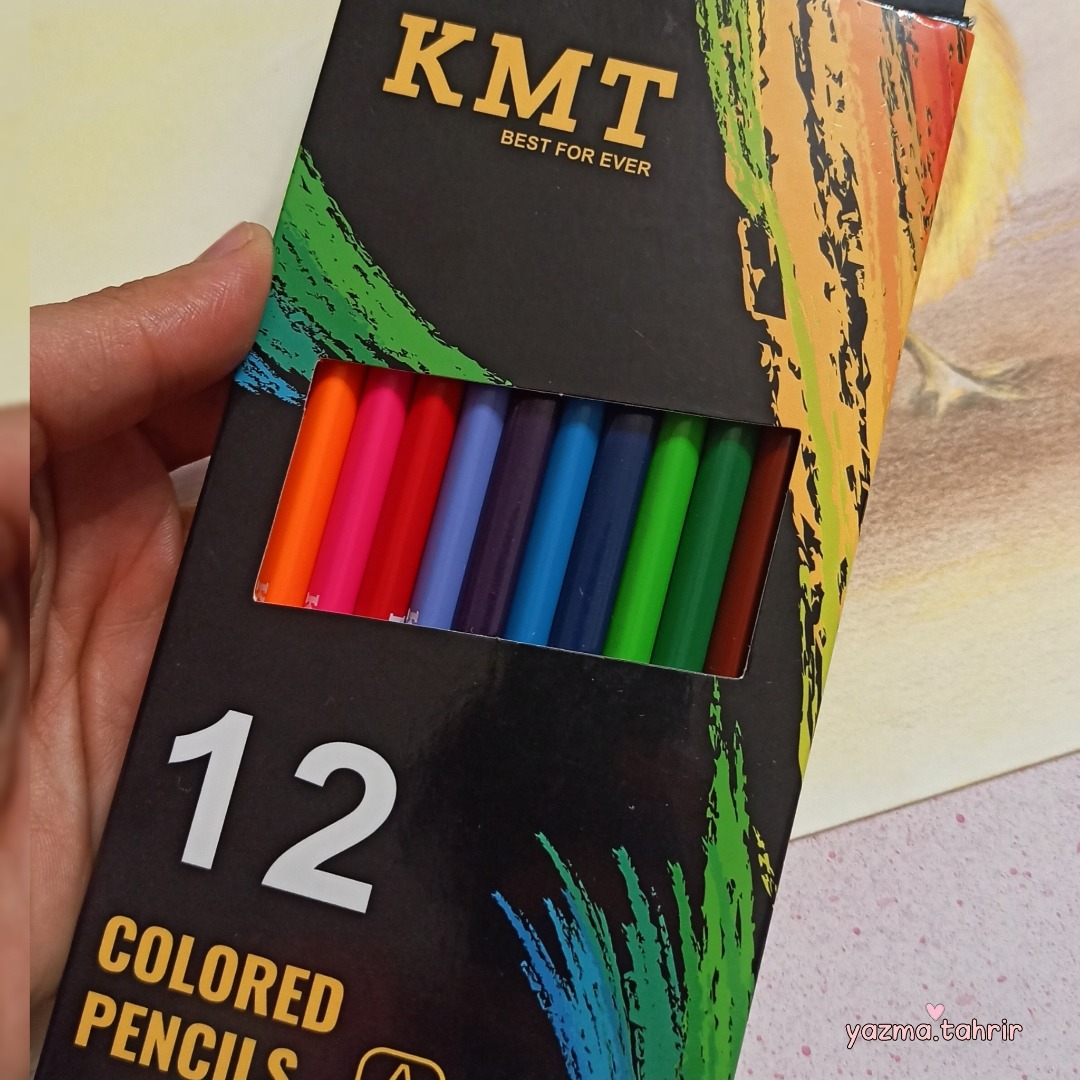 KMT
BEST FOR EVER
12
COLORED
PENCILS
yazma.tahrir